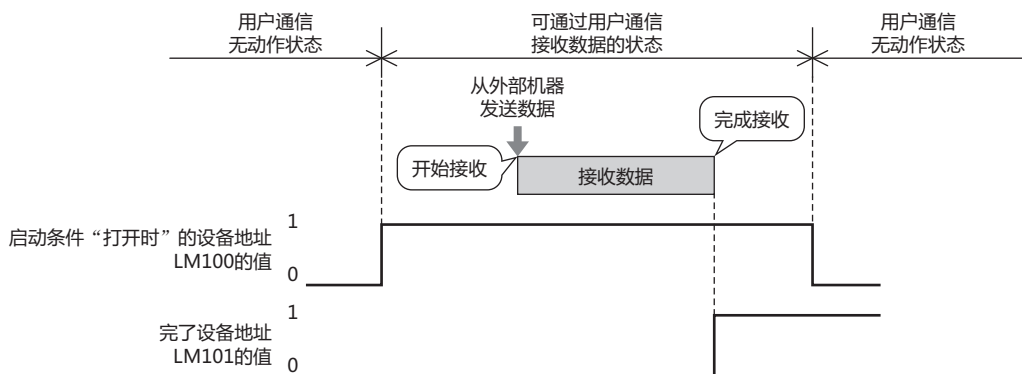 用户通信
无动作状态
可通过用户通信
接收数据的状态
用户通信
无动作状态
从外部机器
发送数据
完成接收
开始接收
接收数据
启动条件“打开时”的设备地址
LM100的值
1
0
完了设备地址
LM101的值
1
0